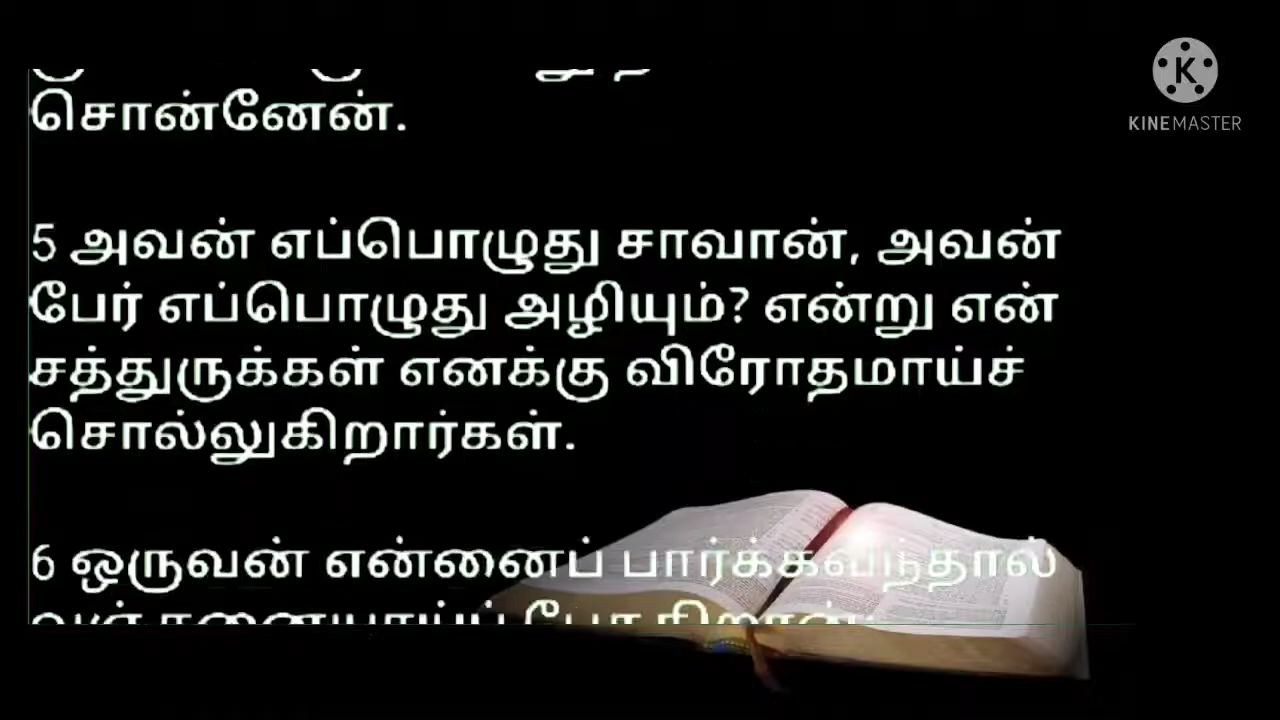 சொன்னேன்.
5 அவன் எப்பொழுது சாவான், அவன்
பேர் எப்பொழுது அழியும்? என்று என்
சத்துருக்கள் எனக்கு விரோதமாய்ச்
சொல்லுகிறார்கள்.
6 ஒருவன் என்னைப் பார்க்கவந்தால்
K
KINEMASTER